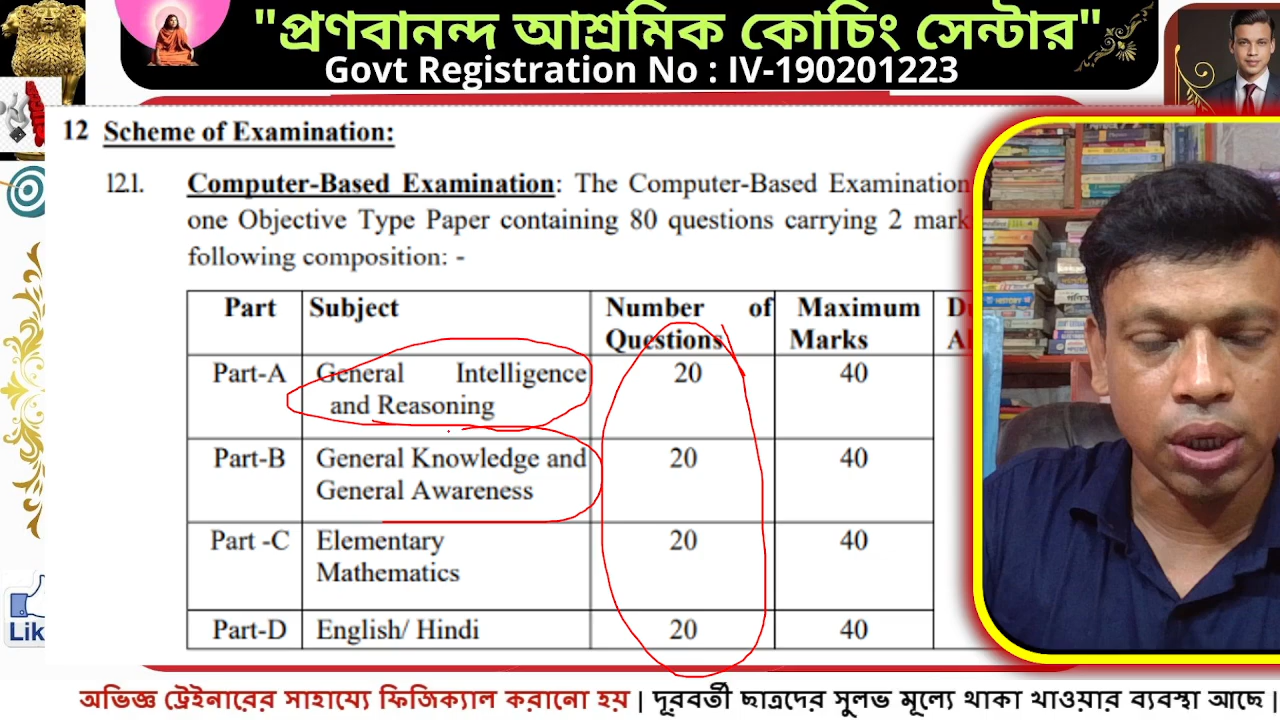 "প্রণবানন্দ আশ্রমিক কোচিং সেন্টার"
Govt Registration No : IV-190201223
12 Scheme of Examination:
12.1. Computer-Based Examination: The Computer-Based Examination
one Objective Type Paper containing 80 questions carrying 2 mark
following composition: -
Part Subject Number of Questions Maximum Marks
Part-A General Intelligence and Reasoning 20 40
Part-B General Knowledge and General Awareness 20 40
Part -C Elementary Mathematics 20 40
Part-D English/ Hindi 20 40
Lik
HISTORY
অভিজ্ঞ ট্রেইনারের সাহায্যে ফিজিক্যাল করানো হয় | দূরবর্তী ছাত্রদের সুলভ মূল্যে থাকা খাওয়ার ব্যবস্থা আছে |